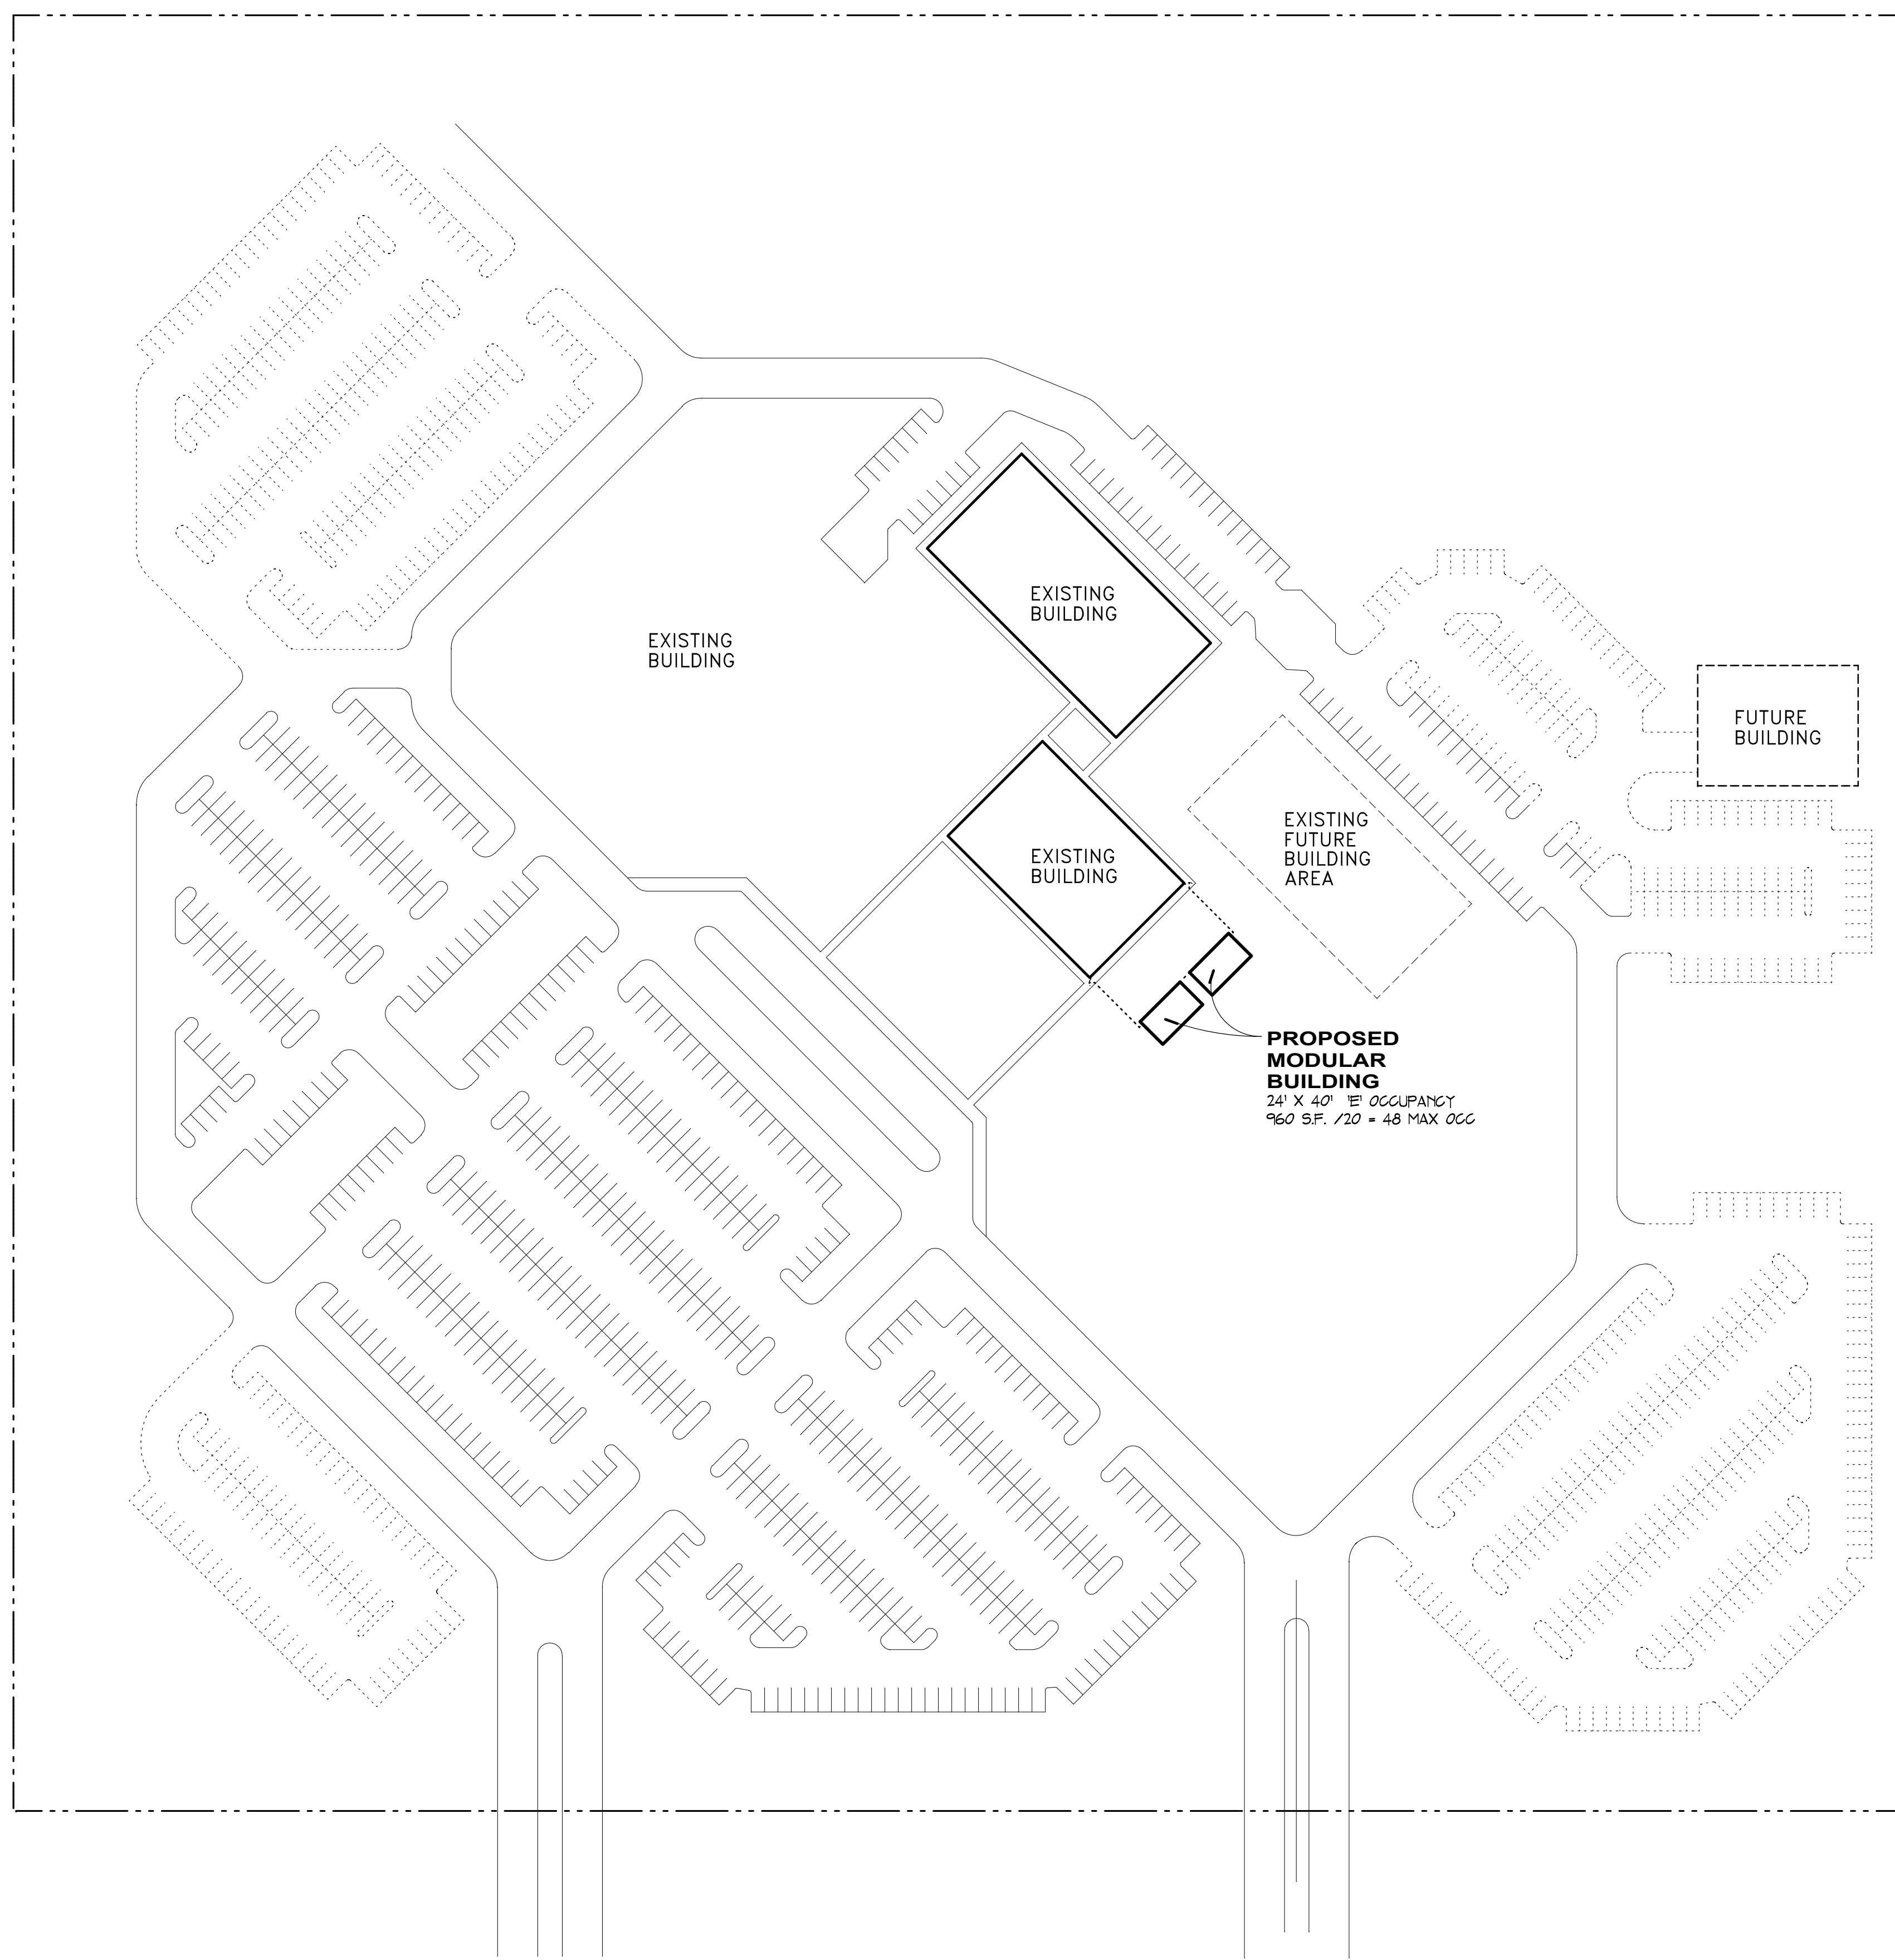 EXISTING
BUILDING
EXISTING
BUILDING
FUTURE
BUILDING
EXISTING
FUTURE
BUILDING
AREA
EXISTING
BUILDING
PROPOSED
MODULAR
BUILDING
24' X 40' 'E' OCCUPANCY
960 S.F. /20 = 48 MAX OCC